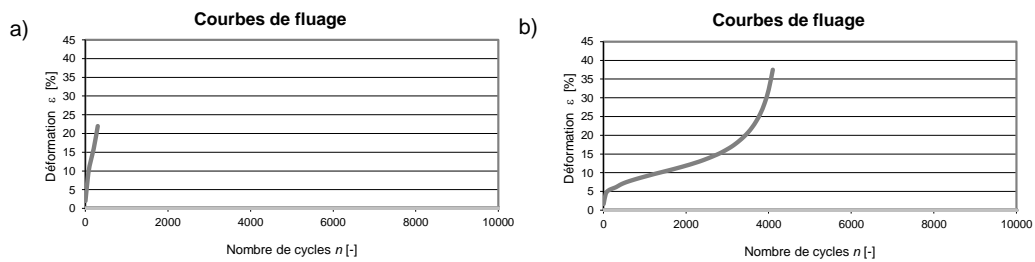 a)
Courbes de fluage
45
40
35
30
25
20
15
10
5
0
Déformation ε [%]
0 2000 4000 6000 8000 10000
Nombre de cycles n [-]
b)
Courbes de fluage
45
40
35
30
25
20
15
10
5
0
Déformation ε [%]
0 2000 4000 6000 8000 10000
Nombre de cycles n [-]